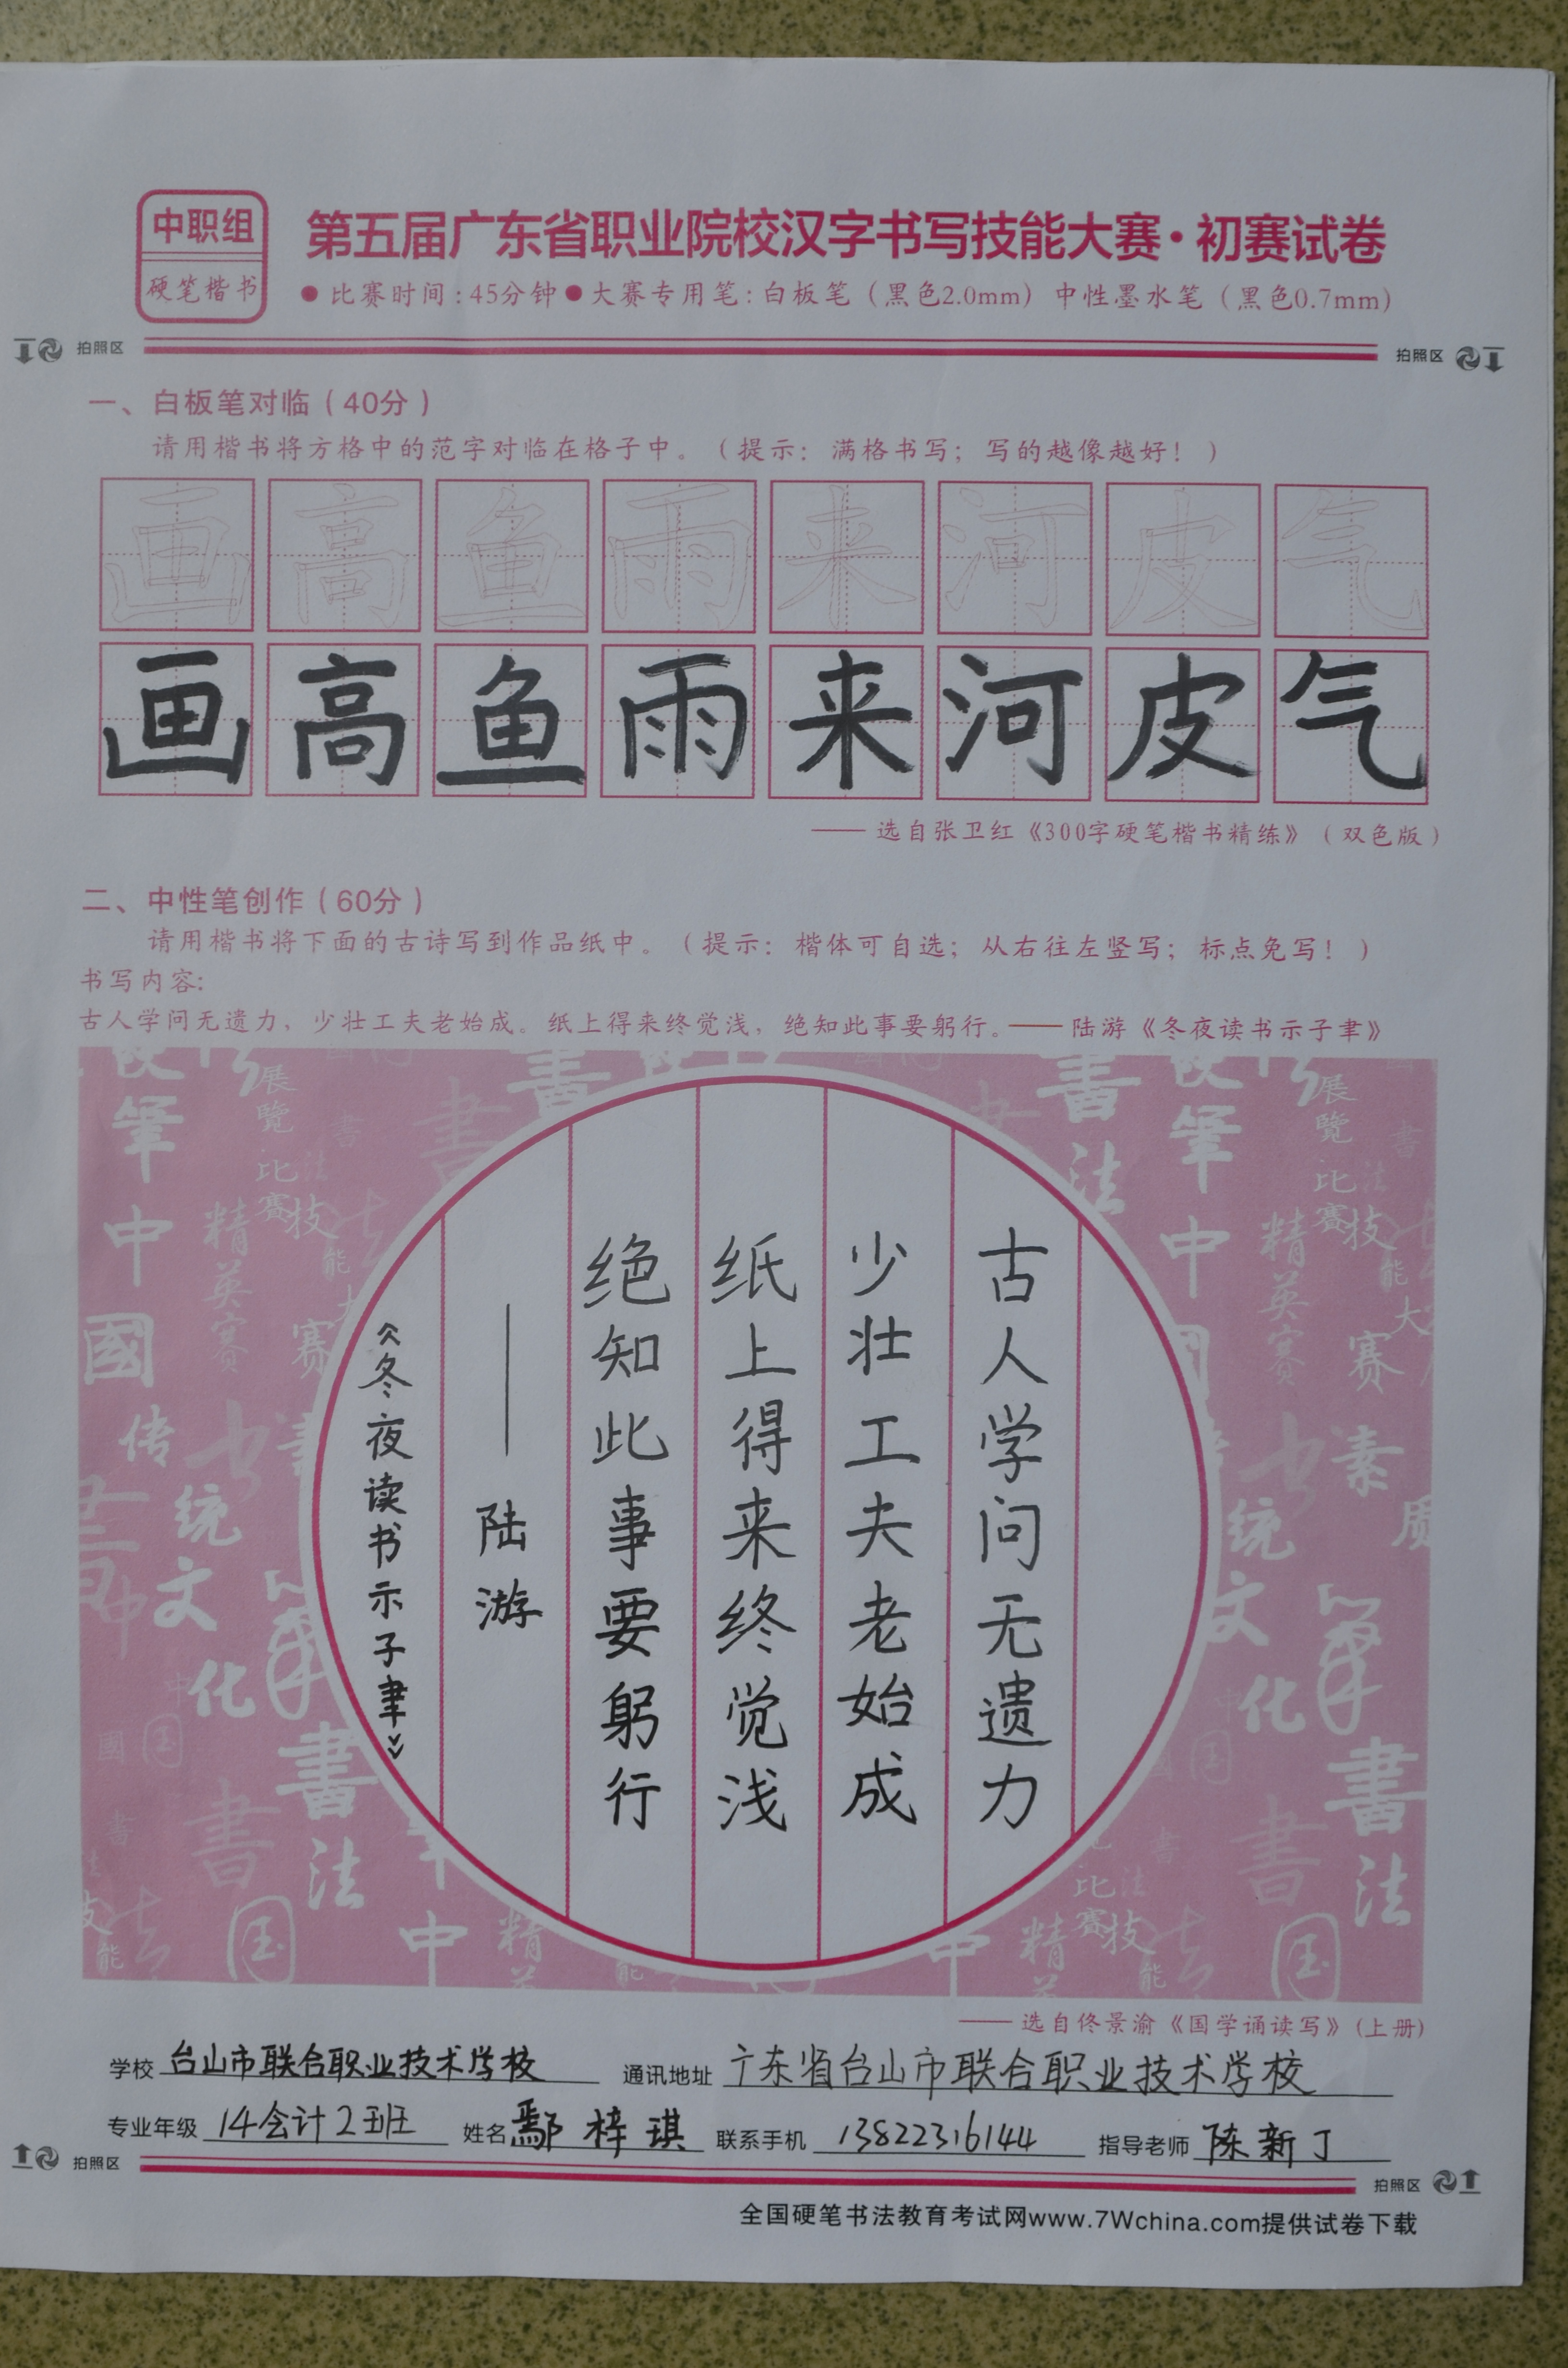 中职组
硬笔楷书
第五届广东省职业院校汉字书写技能大赛·初赛试卷
●比赛时间:45分钟●大赛专用笔:白板笔（黑色2.0mm）中性墨水笔（黑色0.7mm）
拍照区
拍照区
一、白板笔对临（40分）
请用楷书将方格中的范字对临在格子中。（提示：满格书写；写的越像越好！）
画高鱼雨来河皮气
画高鱼雨来河皮气
——选自张卫红《300字硬笔楷书精练》（双色版）
二、中性笔创作（60分）
请用楷书将下面的古诗写到作品纸中。（提示：楷体可自选；从右往左竖写；标点免写！）
书写内容:
古人学问无遗力，少壮工夫老始成。纸上得来终觉浅，绝知此事要躬行。——陆游《冬夜读书示子聿》
古人学问无遗力
少壮工夫老始成
纸上得来终觉浅
绝知此事要躬行
——陆游
《冬夜读书示子聿》
——选自佟景渝《国学诵读写》(上册)
学校 台山市联合职业技术学校 通讯地址 广东省台山市联合职业技术学校
专业年级 14会计2班 姓名 鄢梓琪 联系手机 13822316144 指导老师 陈新丁
拍照区
拍照区
全国硬笔书法教育考试网www.7Wchina.com提供试卷下载